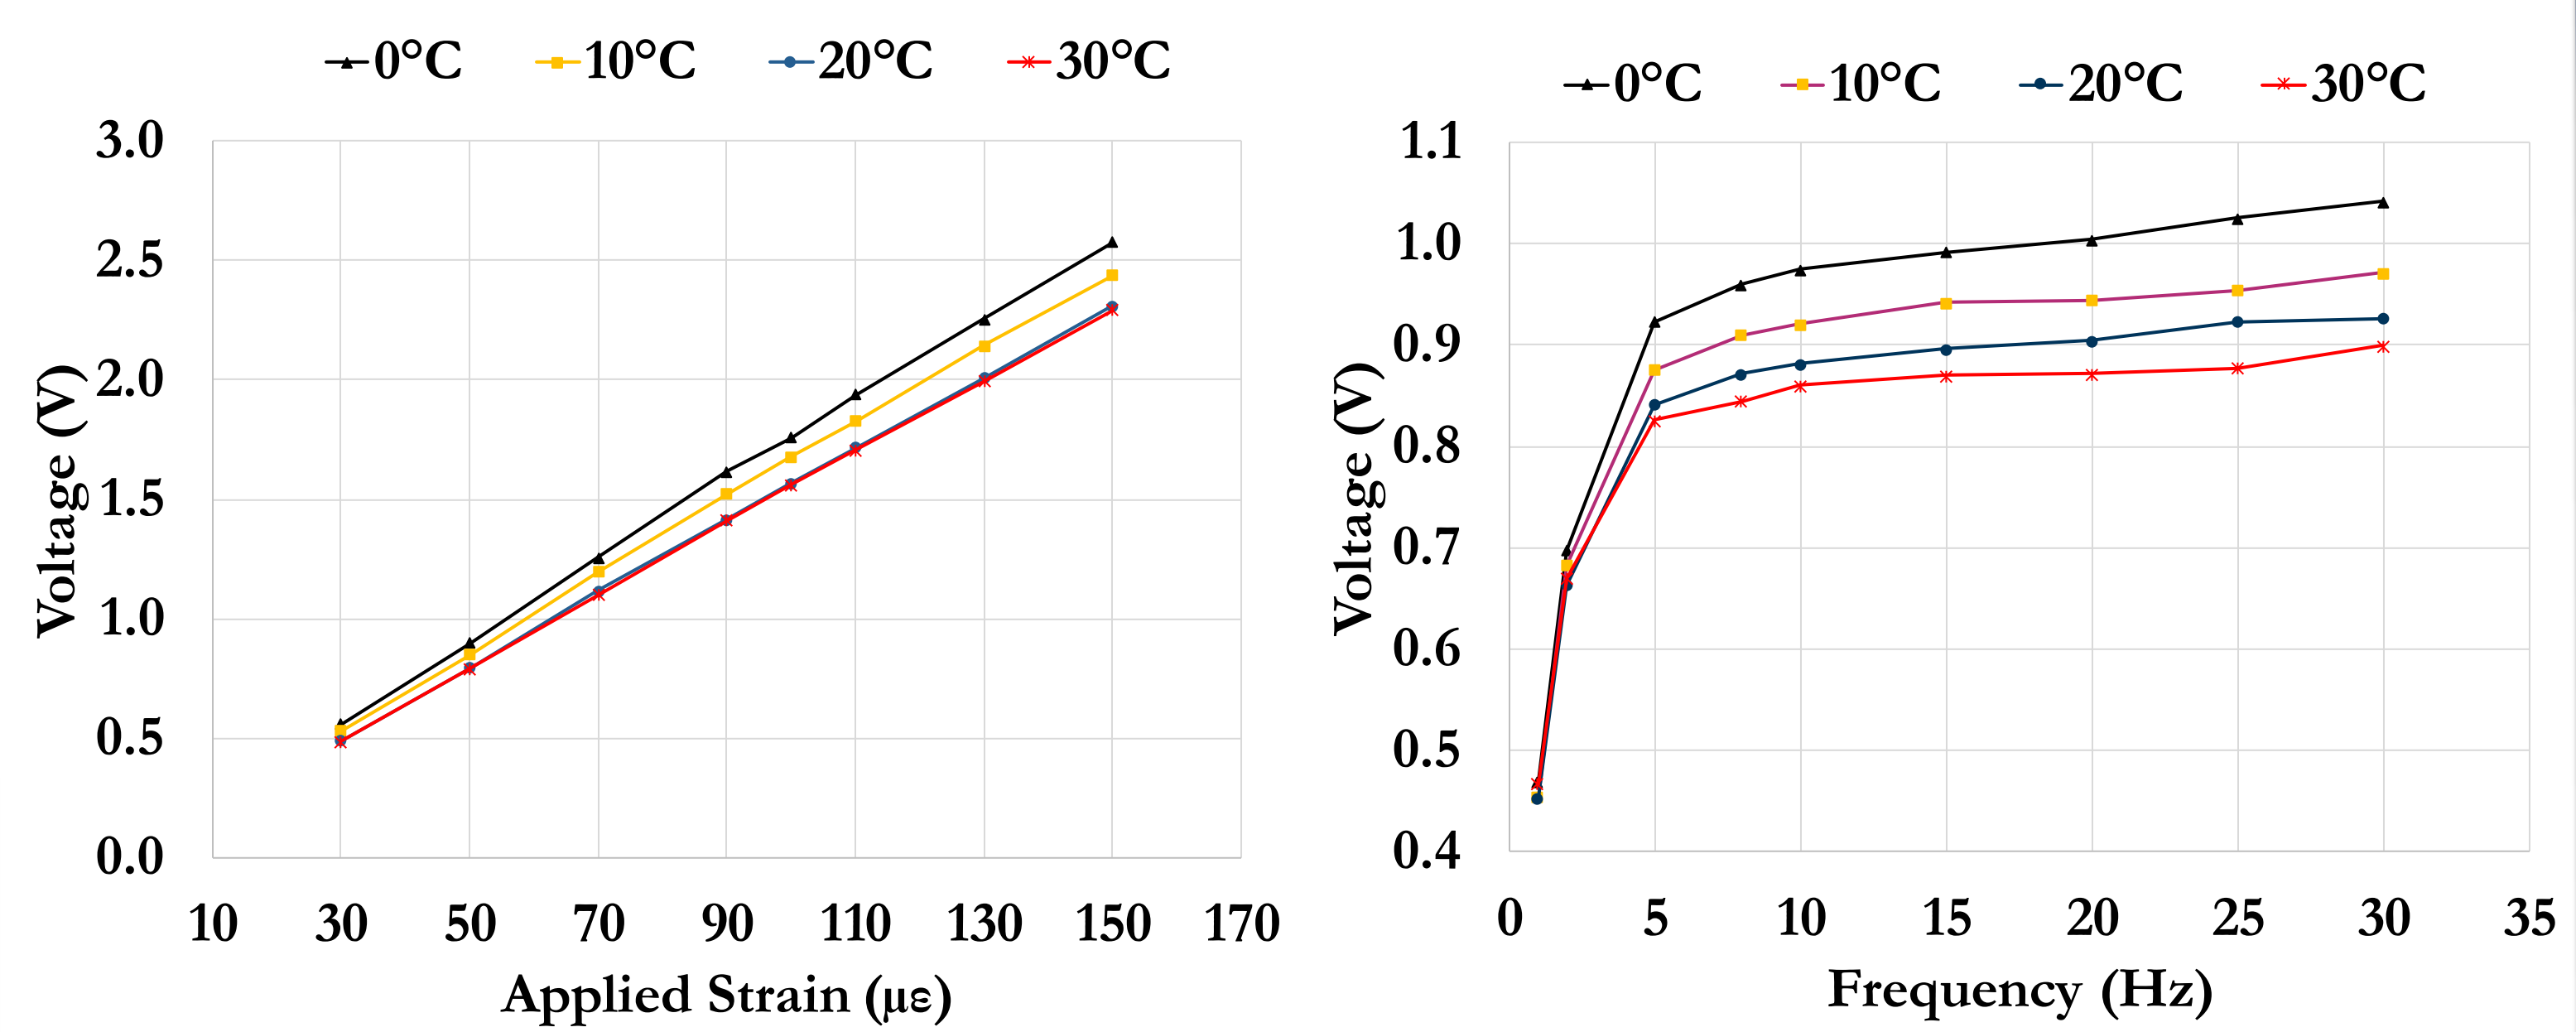 0°C 10°C 20°C 30°C
3.0
2.5
2.0
1.5
1.0
0.5
0.0
Voltage (V)
10 30 50 70 90 110 130 150 170
Applied Strain (με)
0°C 10°C 20°C 30°C
1.1
1.0
0.9
0.8
0.7
0.6
0.5
0.4
Voltage (V)
0 5 10 15 20 25 30 35
Frequency (Hz)